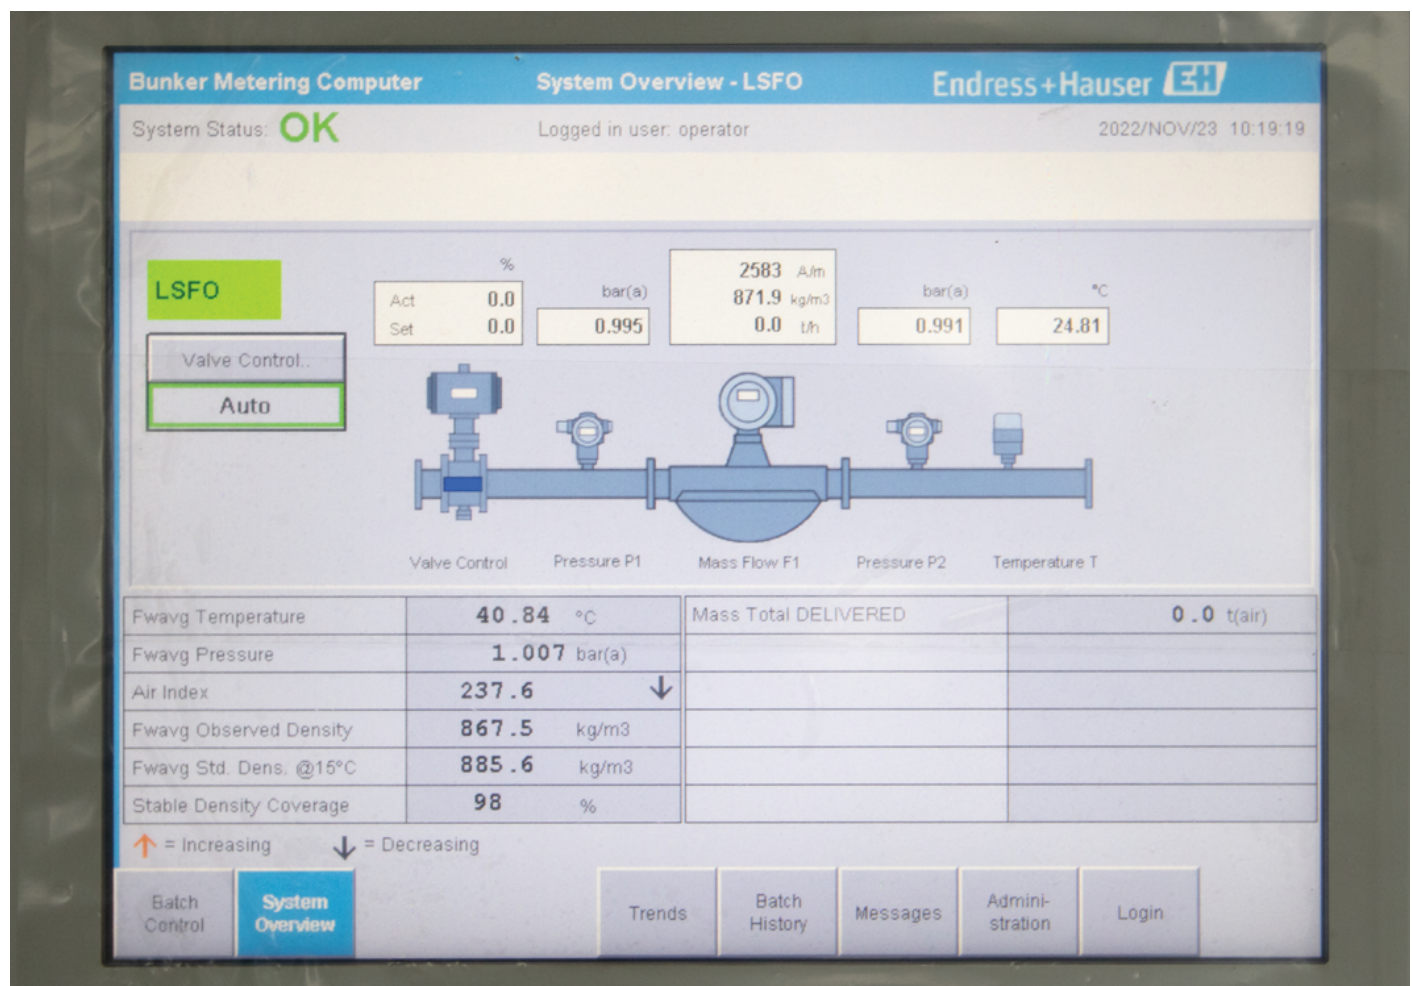 Bunker Metering Computer System Overview - LSFO Endress+Hauser EH
System Status: OK Logged in user: operator 2022/NOV/23 10:19:19
LSFO
Valve Control..
Auto
%
Act 0.0
Set 0.0
bar(a)
0.995
2583 A/m
871.9 kg/m3
0.0 t/h
bar(a)
0.991
°C
24.81
Valve Control Pressure P1 Mass Flow F1 Pressure P2 Temperature T
Fwavg Temperature 40.84 °C Mass Total DELIVERED 0.0 t(air)
Fwavg Pressure 1.007 bar(a)
Air Index 237.6 ↓
Fwavg Observed Density 867.5 kg/m3
Fwavg Std. Dens. @15°C 885.6 kg/m3
Stable Density Coverage 98 %
↑ = Increasing ↓ = Decreasing
Batch
Control
System
Overview
Trends
Batch
History
Messages
Admini-
stration
Login